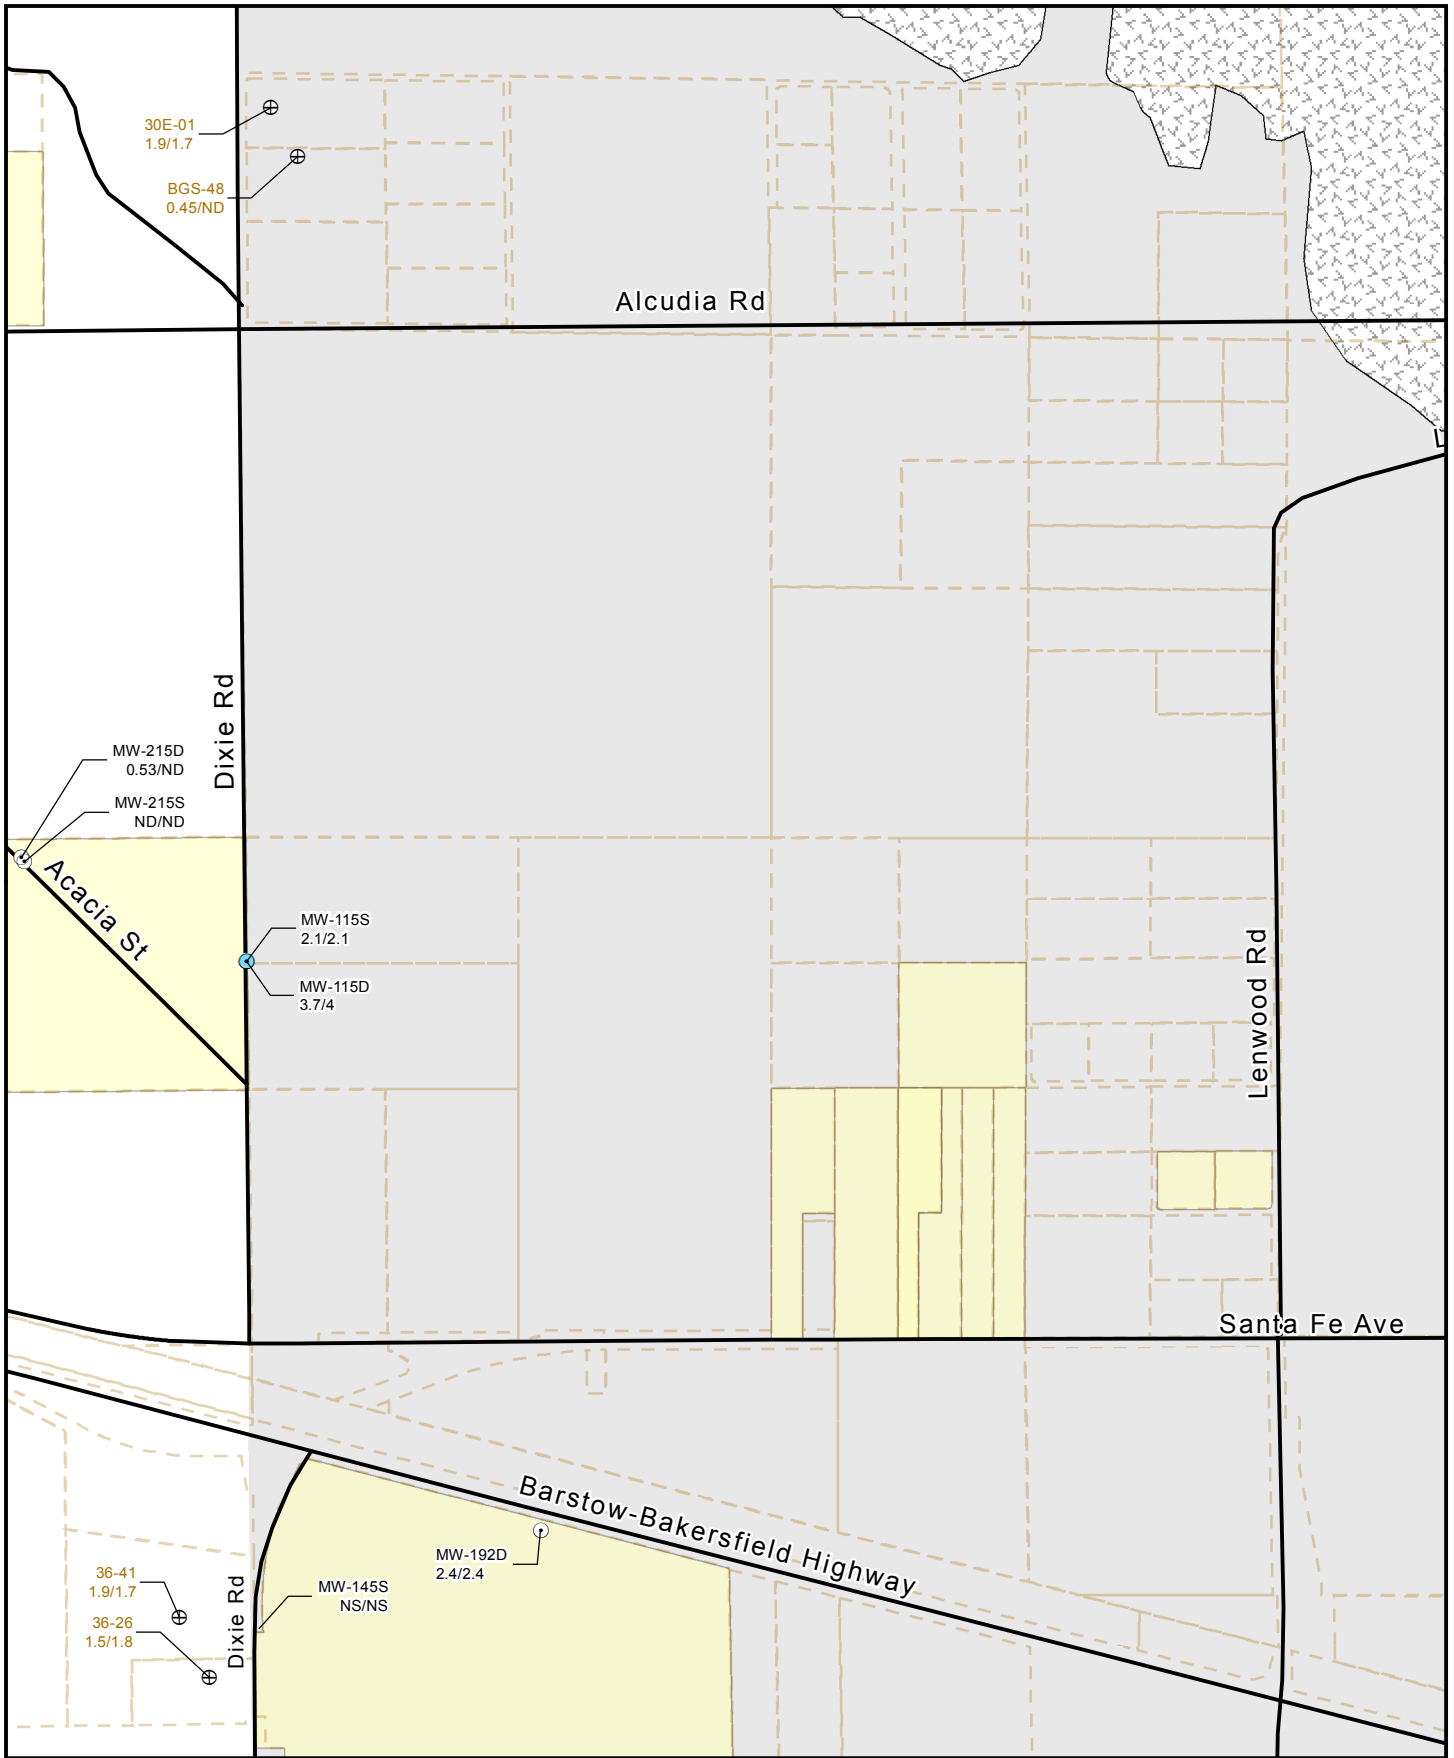 30E-01
1.9/1.7
BGS-48
0.45/ND
Alcudia Rd
L
Dixie Rd
MW-215D
0.53/ND
MW-215S
ND/ND
Acacia St
MW-115S
2.1/2.1
MW-115D
3.7/4
Lenwood Rd
Santa Fe Ave
Barstow-Bakersfield Highway
MW-192D
2.4/2.4
36-41
1.9/1.7
36-26
1.5/1.8
Dixie Rd
MW-145S
NS/NS